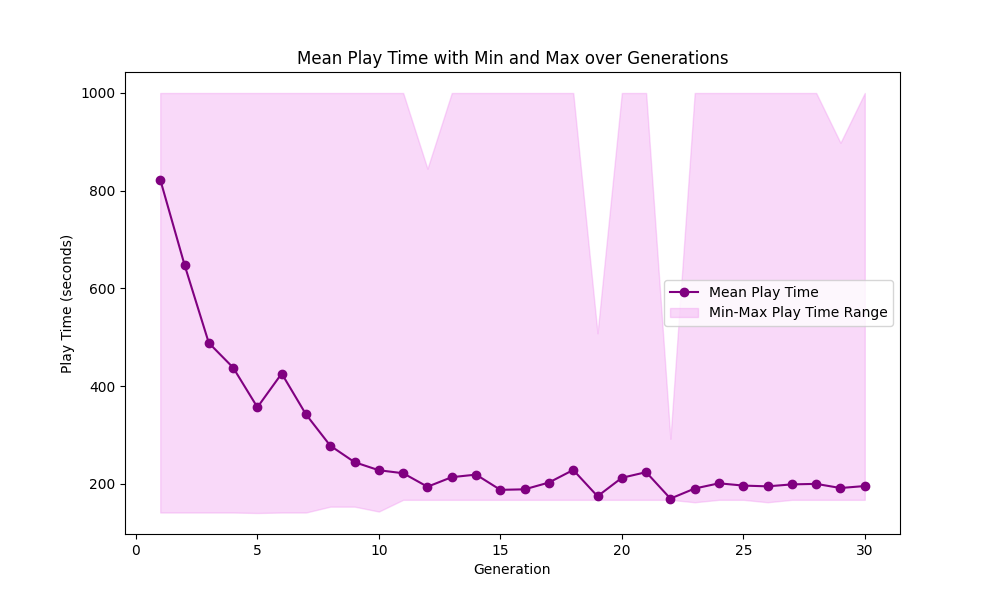 Mean Play Time with Min and Max over Generations
Play Time (seconds)
1000
800
600
400
200
Mean Play Time
Min-Max Play Time Range
0 5 10 15 20 25 30
Generation